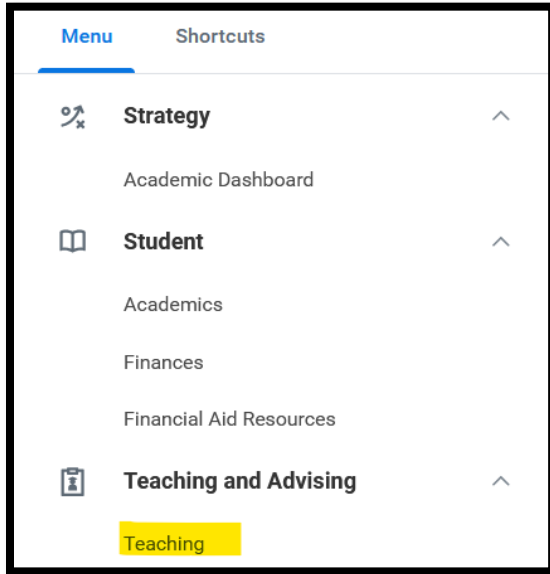 Menu Shortcuts
Strategy
Academic Dashboard
Student
Academics
Finances
Financial Aid Resources
Teaching and Advising
Teaching